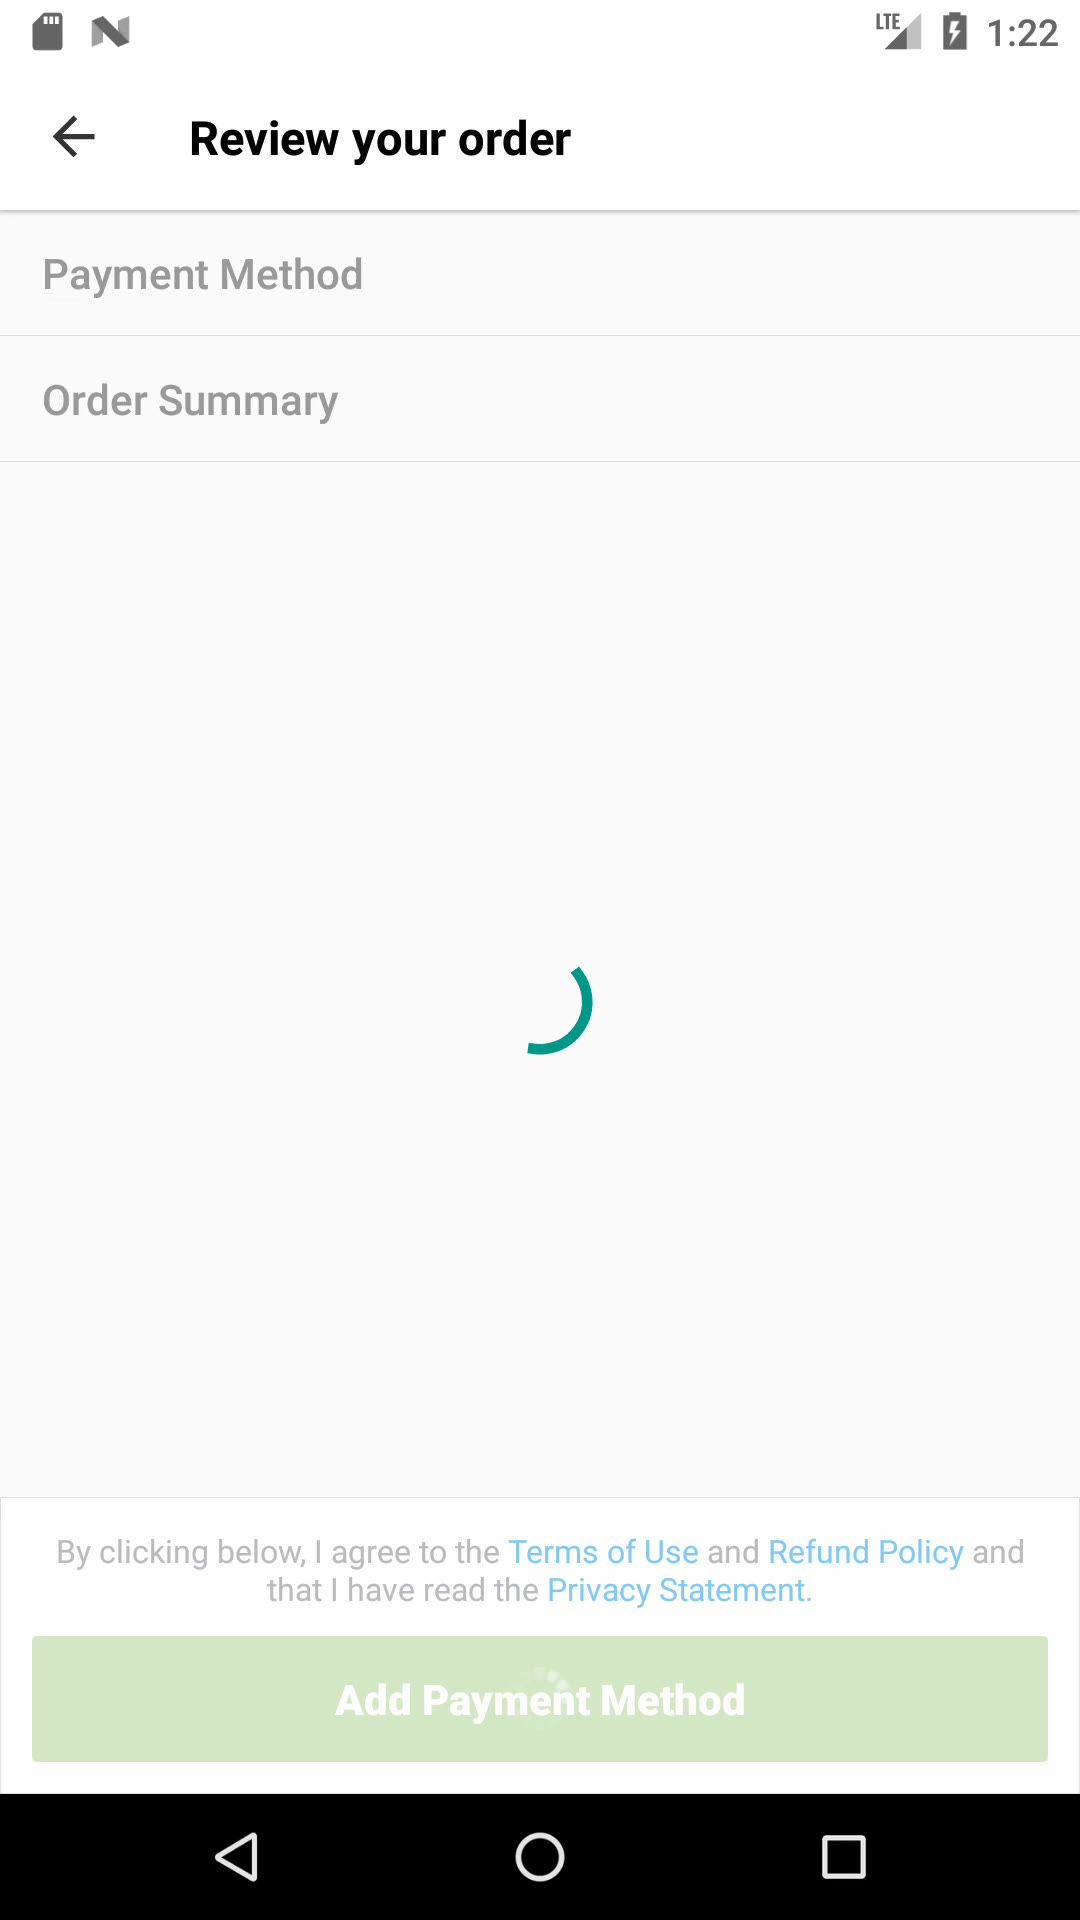 LTE 1:22
Review your order
Payment Method
Order Summary
By clicking below, I agree to the Terms of Use and Refund Policy and
that I have read the Privacy Statement.
Add Payment Method